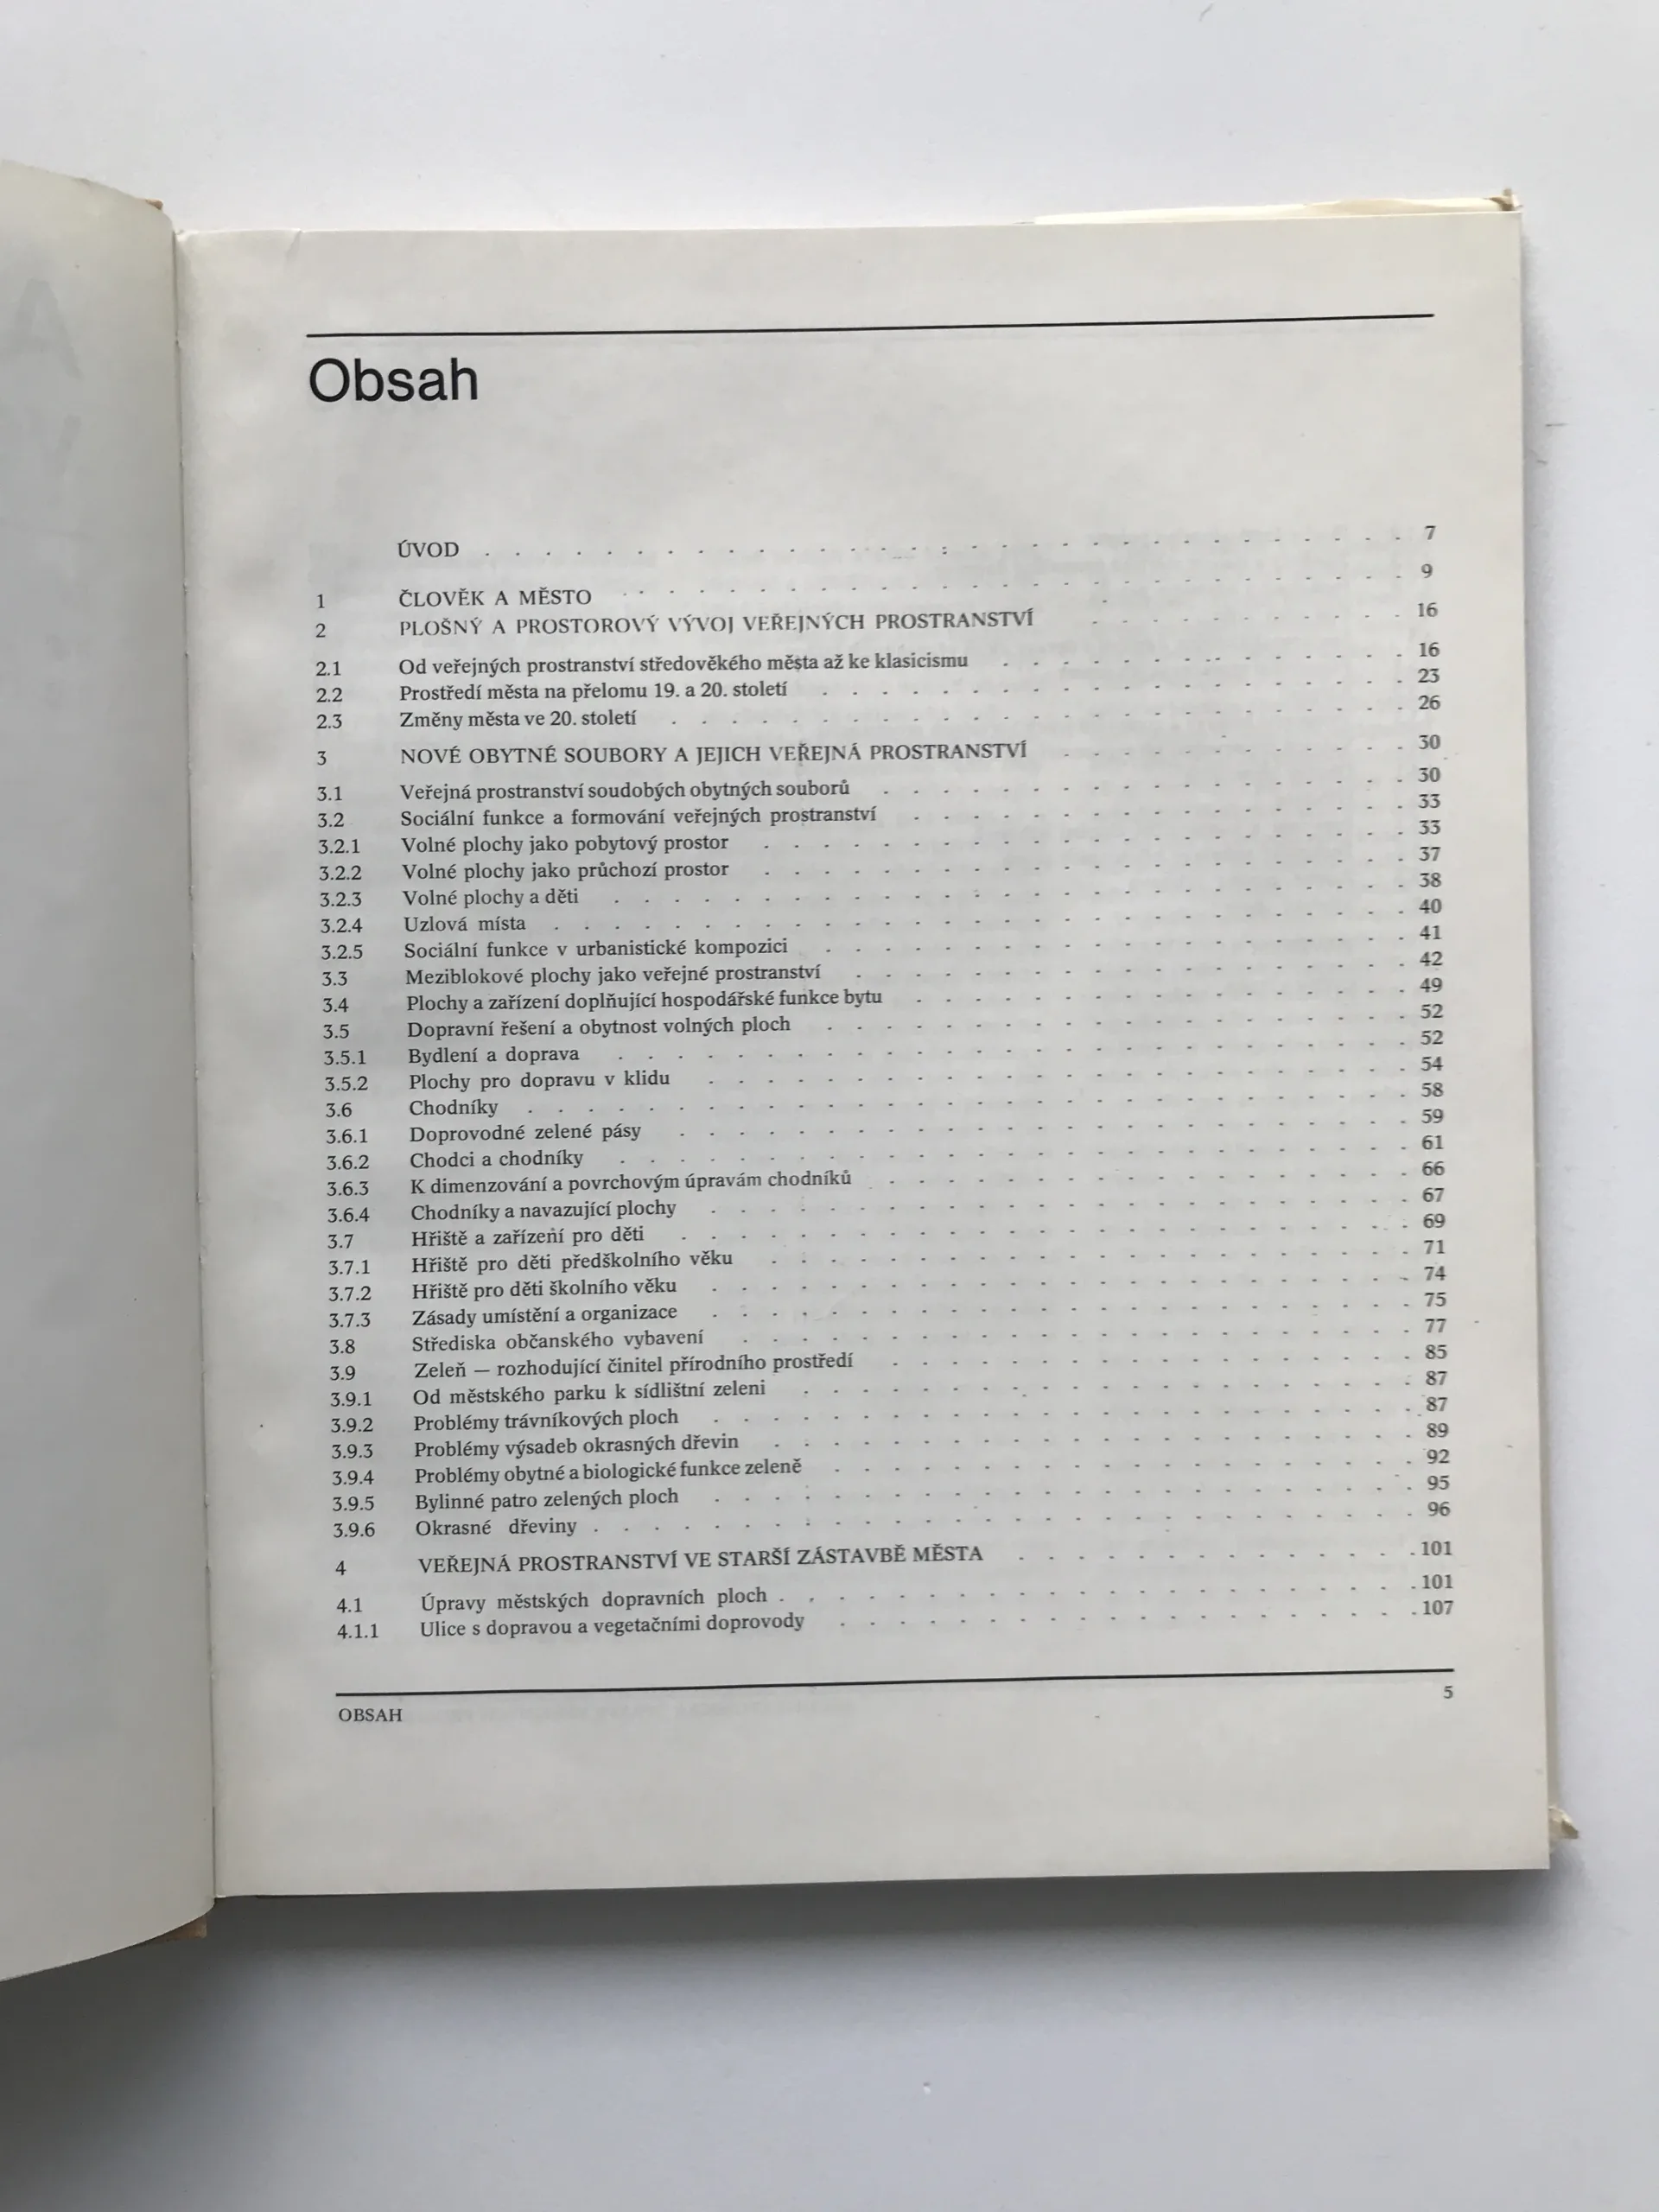 Obsah
ÚVOD . . . . . . . . . . . . . . . . . . . . 7
1 ČLOVĚK A MĚSTO . . . . . . . . . . . . . . . . . . . . 9
2 PLOŠNÝ A PROSTOROVÝ VÝVOJ VEŘEJNÝCH PROSTRANSTVÍ . . . . . . . . . . 16
2.1 Od veřejných prostranství středověkého města až ke klasicismu . . . . . . . . . . 16
2.2 Prostředí města na přelomu 19. a 20. století . . . . . . . . . . 23
2.3 Změny města ve 20. století . . . . . . . . . . 26
3 NOVÉ OBYTNÉ SOUBORY A JEJICH VEŘEJNÁ PROSTRANSTVÍ . . . . . . . . . . 30
3.1 Veřejná prostranství soudobých obytných souborů . . . . . . . . . . 30
3.2 Sociální funkce a formování veřejných prostranství . . . . . . . . . . 33
3.2.1 Volné plochy jako pobytový prostor . . . . . . . . . . 33
3.2.2 Volné plochy jako průchozí prostor . . . . . . . . . . 37
3.2.3 Volné plochy a děti . . . . . . . . . . 38
3.2.4 Uzlová místa . . . . . . . . . . 40
3.2.5 Sociální funkce v urbanistické kompozici . . . . . . . . . . 41
3.3 Meziblokové plochy jako veřejné prostranství . . . . . . . . . . 42
3.4 Plochy a zařízení doplňující hospodářské funkce bytu . . . . . . . . . . 49
3.5 Dopravní řešení a obytnost volných ploch . . . . . . . . . . 52
3.5.1 Bydlení a doprava . . . . . . . . . . 52
3.5.2 Plochy pro dopravu v klidu . . . . . . . . . . 54
3.6 Chodníky . . . . . . . . . . 58
3.6.1 Doprovodné zelené pásy . . . . . . . . . . 59
3.6.2 Chodci a chodníky . . . . . . . . . . 61
3.6.3 K dimenzování a povrchovým úpravám chodníků . . . . . . . . . . 66
3.6.4 Chodníky a navazující plochy . . . . . . . . . . 67
3.7 Hřiště a zařízení pro děti . . . . . . . . . . 69
3.7.1 Hřiště pro děti předškolního věku . . . . . . . . . . 71
3.7.2 Hřiště pro děti školního věku . . . . . . . . . . 74
3.7.3 Zásady umístění a organizace . . . . . . . . . . 75
3.8 Střediska občanského vybavení . . . . . . . . . . 77
3.9 Zeleň — rozhodující činitel přírodního prostředí . . . . . . . . . . 85
3.9.1 Od městského parku k sídlištní zeleni . . . . . . . . . . 87
3.9.2 Problémy trávníkových ploch . . . . . . . . . . 87
3.9.3 Problémy výsadeb okrasných dřevin . . . . . . . . . . 89
3.9.4 Problémy obytné a biologické funkce zeleně . . . . . . . . . . 92
3.9.5 Bylinné patro zelených ploch . . . . . . . . . . 95
3.9.6 Okrasné dřeviny . . . . . . . . . . 96
4 VEŘEJNÁ PROSTRANSTVÍ VE STARŠÍ ZÁSTAVBĚ MĚSTA . . . . . . . . . . 101
4.1 Úpravy městských dopravních ploch . . . . . . . . . . 101
4.1.1 Ulice s dopravou a vegetačními doprovody . . . . . . . . . . 107
OBSAH 5